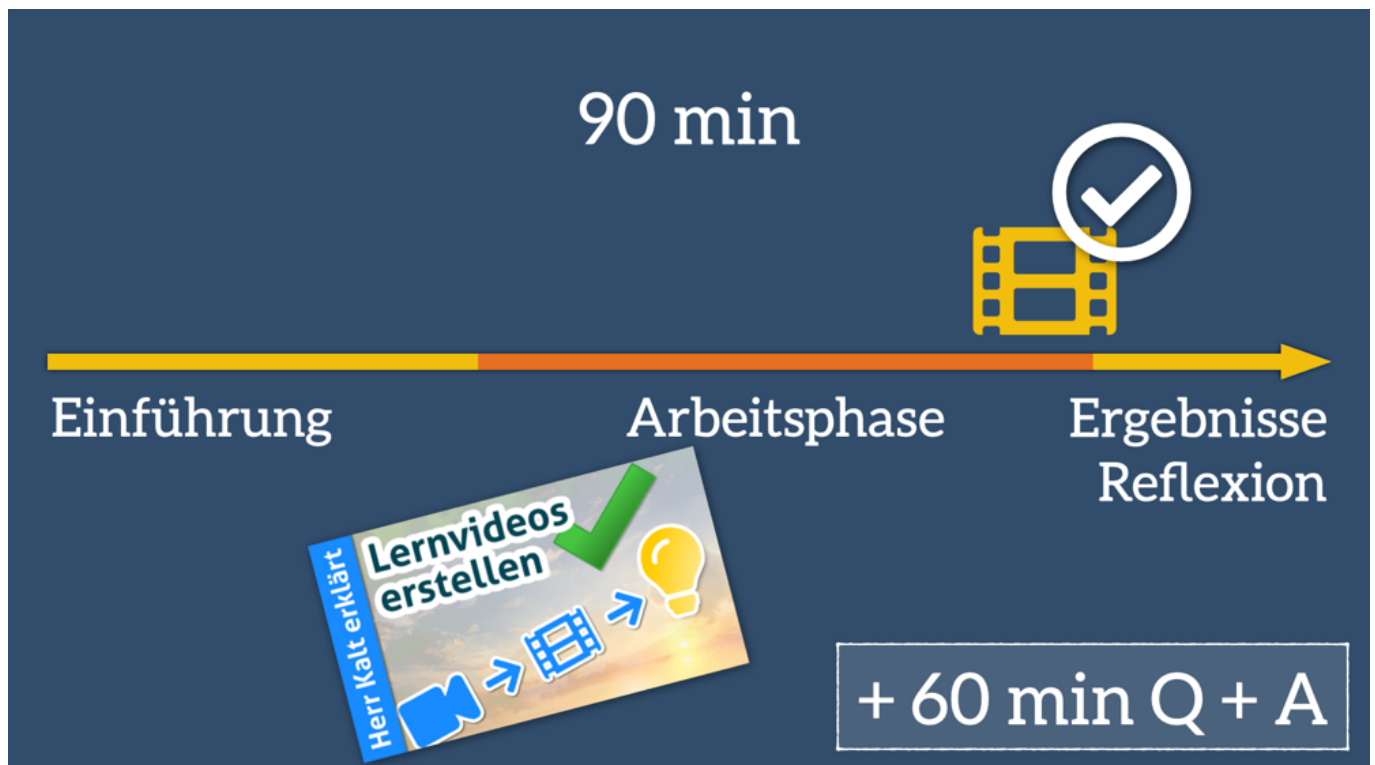 90 min
Einführung
Arbeitsphase
Ergebnisse
Reflexion
Herr Kalt erklärt
Lernvideos
erstellen
+ 60 min Q + A